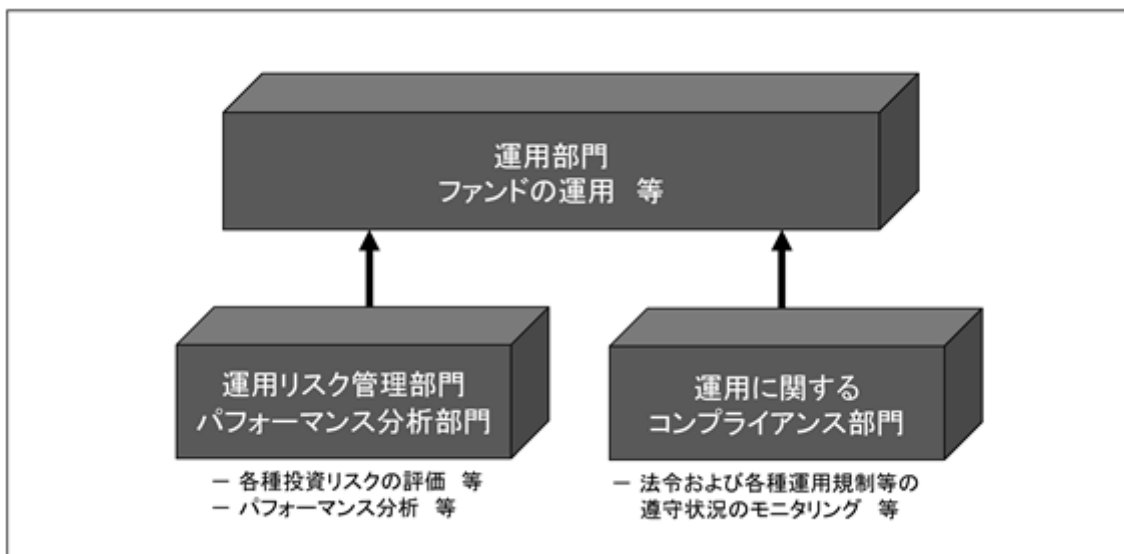 運用部門
ファンドの運用 等
運用リスク管理部門
パフォーマンス分析部門
－ 各種投資リスクの評価 等
－ パフォーマンス分析 等
運用に関する
コンプライアンス部門
－ 法令および各種運用規制等の
遵守状況のモニタリング 等